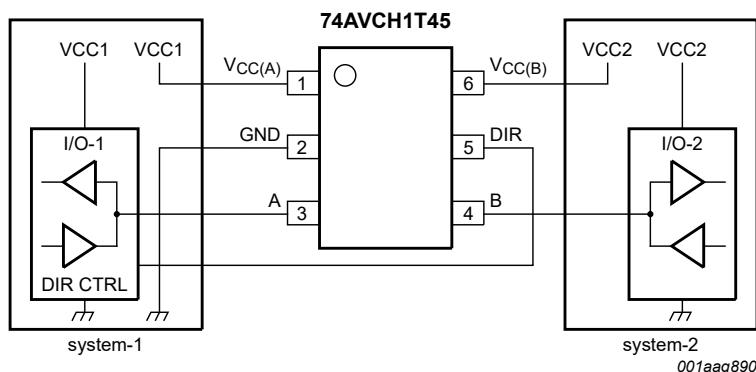 74AVCH1T45
VCC1 VCC1 VCC(A) 1 6 VCC(B) VCC2 VCC2
I/O-1 GND 2 5 DIR I/O-2
A 3 4 B
DIR CTRL
system-1 system-2
001aag890